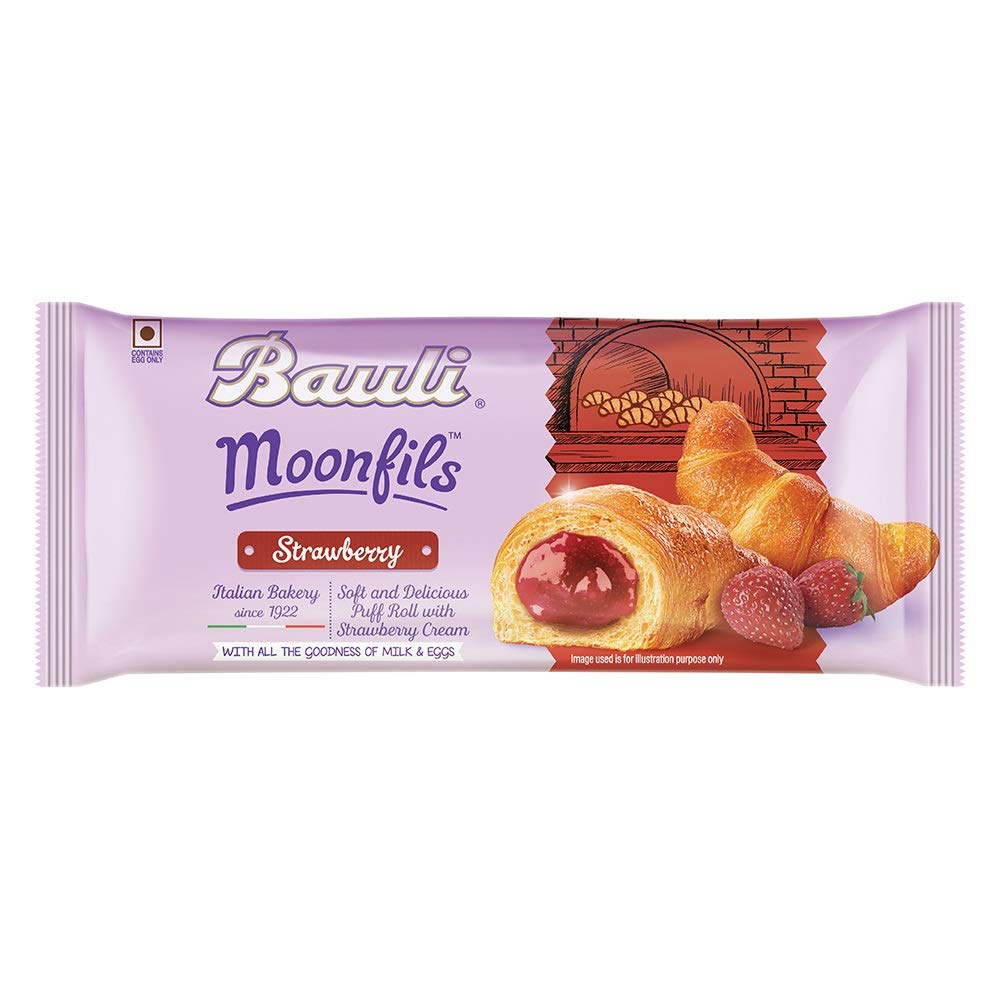 CONTAINS
EGG ONLY
Bauli®
Moonfils™
Strawberry
Italian Bakery
since 1922
Soft and Delicious
Puff Roll with
Strawberry Cream
WITH ALL THE GOODNESS OF MILK & EGGS
Image used is for illustration purpose only